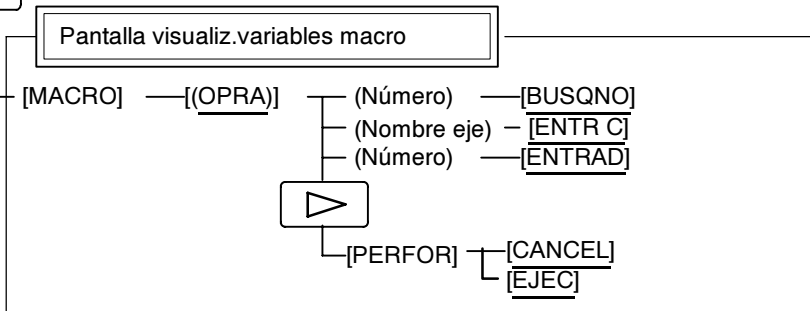 Pantalla visualiz.variables macro
[MACRO] [(OPRA)] (Número) [BUSQNO]
(Nombre eje) [ENTR C]
(Número) [ENTRAD]
[PERFOR] [CANCEL]
[EJEC]